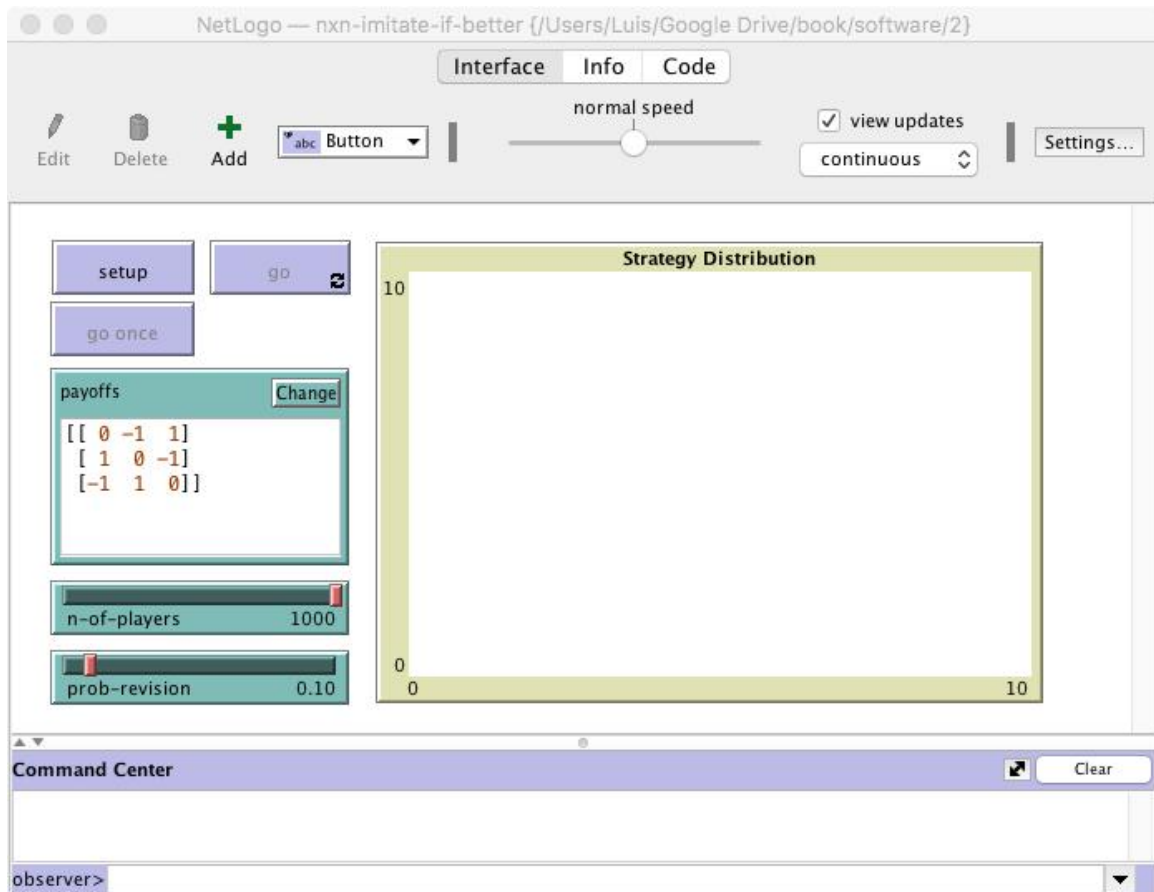 NetLogo — nxn-imitate-if-better {/Users/Luis/Google Drive/book/software/2}
Interface Info Code
normal speed
Edit Delete Add abc Button view updates
continuous
Settings...
setup go
go once
payoffs Change
[[ 0 -1 1]
[ 1 0 -1]
[-1 1 0]]
n-of-players 1000
prob-revision 0.10
Strategy Distribution
10
0
0 10
Command Center Clear
observer>